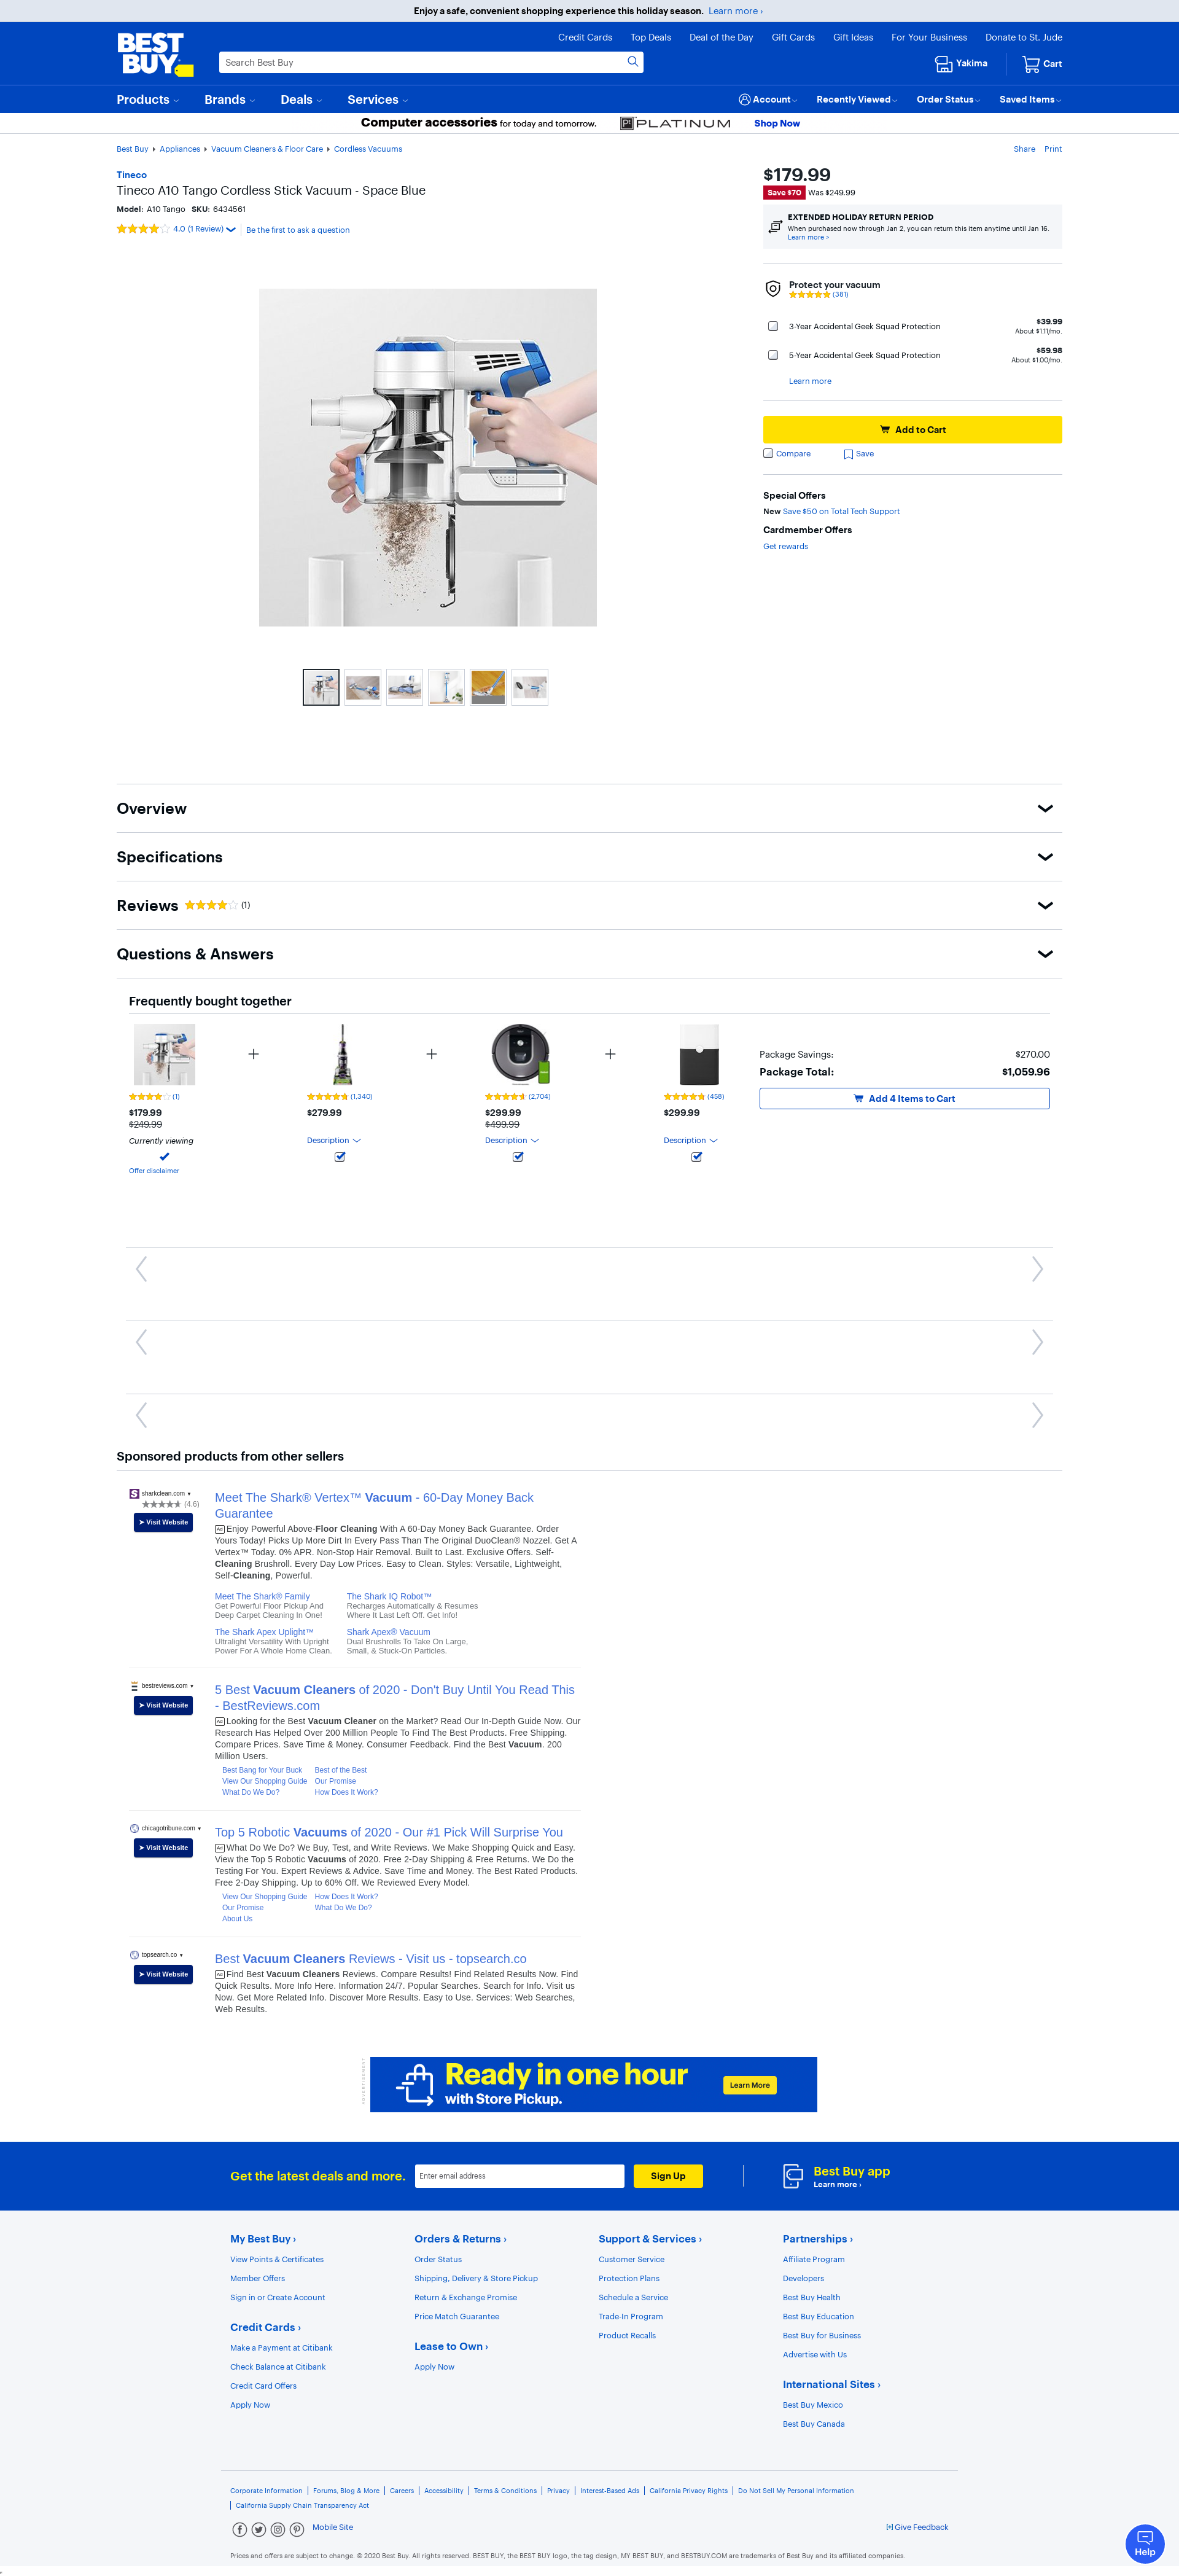 Enjoy a safe, convenient shopping experience this holiday season. Learn more ›
Credit Cards Top Deals Deal of the Day Gift Cards Gift Ideas For Your Business Donate to St. Jude
BEST BUY
Search Best Buy
Yakima
Cart
Products Brands Deals Services
Account Recently Viewed Order Status Saved Items
Computer accessories for today and tomorrow. PLATINUM Shop Now
Best Buy Appliances Vacuum Cleaners & Floor Care Cordless Vacuums
Share Print
Tineco
Tineco A10 Tango Cordless Stick Vacuum - Space Blue
Model: A10 Tango SKU: 6434561
4.0 (1 Review) Be the first to ask a question
$179.99
Save $70 Was $249.99
EXTENDED HOLIDAY RETURN PERIOD
When purchased now through Jan 2, you can return this item anytime until Jan 16.
Learn more >
Protect your vacuum
(381)
3-Year Accidental Geek Squad Protection $39.99
About $1.11/mo.
5-Year Accidental Geek Squad Protection $59.98
About $1.00/mo.
Learn more
Add to Cart
Compare Save
Special Offers
New Save $50 on Total Tech Support
Cardmember Offers
Get rewards
Overview
Specifications
Reviews (1)
Questions & Answers
Frequently bought together
(1) (1,340) (2,704) (458)
$179.99 $279.99 $299.99 $299.99
$249.99 $499.99
Currently viewing Description Description Description
Offer disclaimer
Package Savings: $270.00
Package Total: $1,059.96
Add 4 Items to Cart
Sponsored products from other sellers
sharkclean.com
(4.6)
➤ Visit Website
Meet The Shark® Vertex™ Vacuum - 60-Day Money Back
Guarantee
Ad Enjoy Powerful Above-Floor Cleaning With A 60-Day Money Back Guarantee. Order
Yours Today! Picks Up More Dirt In Every Pass Than The Original DuoClean® Nozzel. Get A
Vertex™ Today. 0% APR. Non-Stop Hair Removal. Built to Last. Exclusive Offers. Self-
Cleaning Brushroll. Every Day Low Prices. Easy to Clean. Styles: Versatile, Lightweight,
Self-Cleaning, Powerful.
Meet The Shark® Family The Shark IQ Robot™
Get Powerful Floor Pickup And Recharges Automatically & Resumes
Deep Carpet Cleaning In One! Where It Last Left Off. Get Info!
The Shark Apex Uplight™ Shark Apex® Vacuum
Ultralight Versatility With Upright Dual Brushrolls To Take On Large,
Power For A Whole Home Clean. Small, & Stuck-On Particles.
bestreviews.com
➤ Visit Website
5 Best Vacuum Cleaners of 2020 - Don't Buy Until You Read This
- BestReviews.com
Ad Looking for the Best Vacuum Cleaner on the Market? Read Our In-Depth Guide Now. Our
Research Has Helped Over 200 Million People To Find The Best Products. Free Shipping.
Compare Prices. Save Time & Money. Consumer Feedback. Find the Best Vacuum. 200
Million Users.
Best Bang for Your Buck Best of the Best
View Our Shopping Guide Our Promise
What Do We Do? How Does It Work?
chicagotribune.com
➤ Visit Website
Top 5 Robotic Vacuums of 2020 - Our #1 Pick Will Surprise You
Ad What Do We Do? We Buy, Test, and Write Reviews. We Make Shopping Quick and Easy.
View the Top 5 Robotic Vacuums of 2020. Free 2-Day Shipping & Free Returns. We Do the
Testing For You. Expert Reviews & Advice. Save Time and Money. The Best Rated Products.
Free 2-Day Shipping. Up to 60% Off. We Reviewed Every Model.
View Our Shopping Guide How Does It Work?
Our Promise What Do We Do?
About Us
topsearch.co
➤ Visit Website
Best Vacuum Cleaners Reviews - Visit us - topsearch.co
Ad Find Best Vacuum Cleaners Reviews. Compare Results! Find Related Results Now. Find
Quick Results. More Info Here. Information 24/7. Popular Searches. Search for Info. Visit us
Now. Get More Related Info. Discover More Results. Easy to Use. Services: Web Searches,
Web Results.
ADVERTISEMENT
Ready in one hour
with Store Pickup.
Learn More
Get the latest deals and more. Enter email address Sign Up
Best Buy app
Learn more ›
My Best Buy ›
View Points & Certificates
Member Offers
Sign in or Create Account
Credit Cards ›
Make a Payment at Citibank
Check Balance at Citibank
Credit Card Offers
Apply Now
Orders & Returns ›
Order Status
Shipping, Delivery & Store Pickup
Return & Exchange Promise
Price Match Guarantee
Lease to Own ›
Apply Now
Support & Services ›
Customer Service
Protection Plans
Schedule a Service
Trade-In Program
Product Recalls
Partnerships ›
Affiliate Program
Developers
Best Buy Health
Best Buy Education
Best Buy for Business
Advertise with Us
International Sites ›
Best Buy Mexico
Best Buy Canada
Corporate Information Forums, Blog & More Careers Accessibility Terms & Conditions Privacy Interest-Based Ads California Privacy Rights Do Not Sell My Personal Information
California Supply Chain Transparency Act
Mobile Site
[+] Give Feedback
Help
Prices and offers are subject to change. © 2020 Best Buy. All rights reserved. BEST BUY, the BEST BUY logo, the tag design, MY BEST BUY, and BESTBUY.COM are trademarks of Best Buy and its affiliated companies.